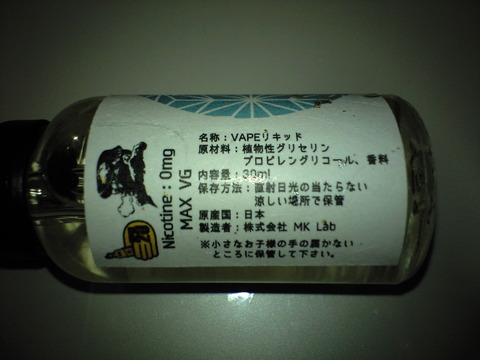 Nicotine : 0mg
MAX VG
名称：VAPEリキッド
原材料：植物性グリセリン
プロピレングリコール、香料
内容量：30ml
保存方法：直射日光の当たらない
涼しい場所で保管
原産国：日本
製造者：株式会社 MK Lab
※小さなお子様の手の届かない
ところに保管して下さい。